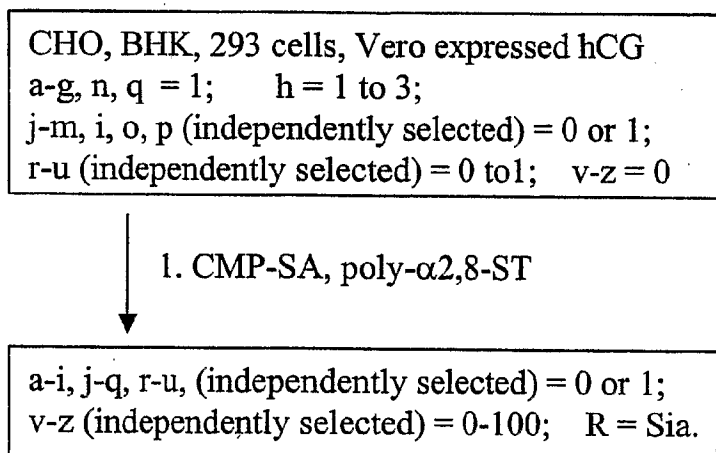 CHO, BHK, 293 cells, Vero expressed hCG
a-g, n, q = 1; h = 1 to 3;
j-m, i, o, p (independently selected) = 0 or 1;
r-u (independently selected) = 0 to1; v-z = 0
1. CMP-SA, poly-α2,8-ST
a-i, j-q, r-u, (independently selected) = 0 or 1;
v-z (independently selected) = 0-100; R = Sia.